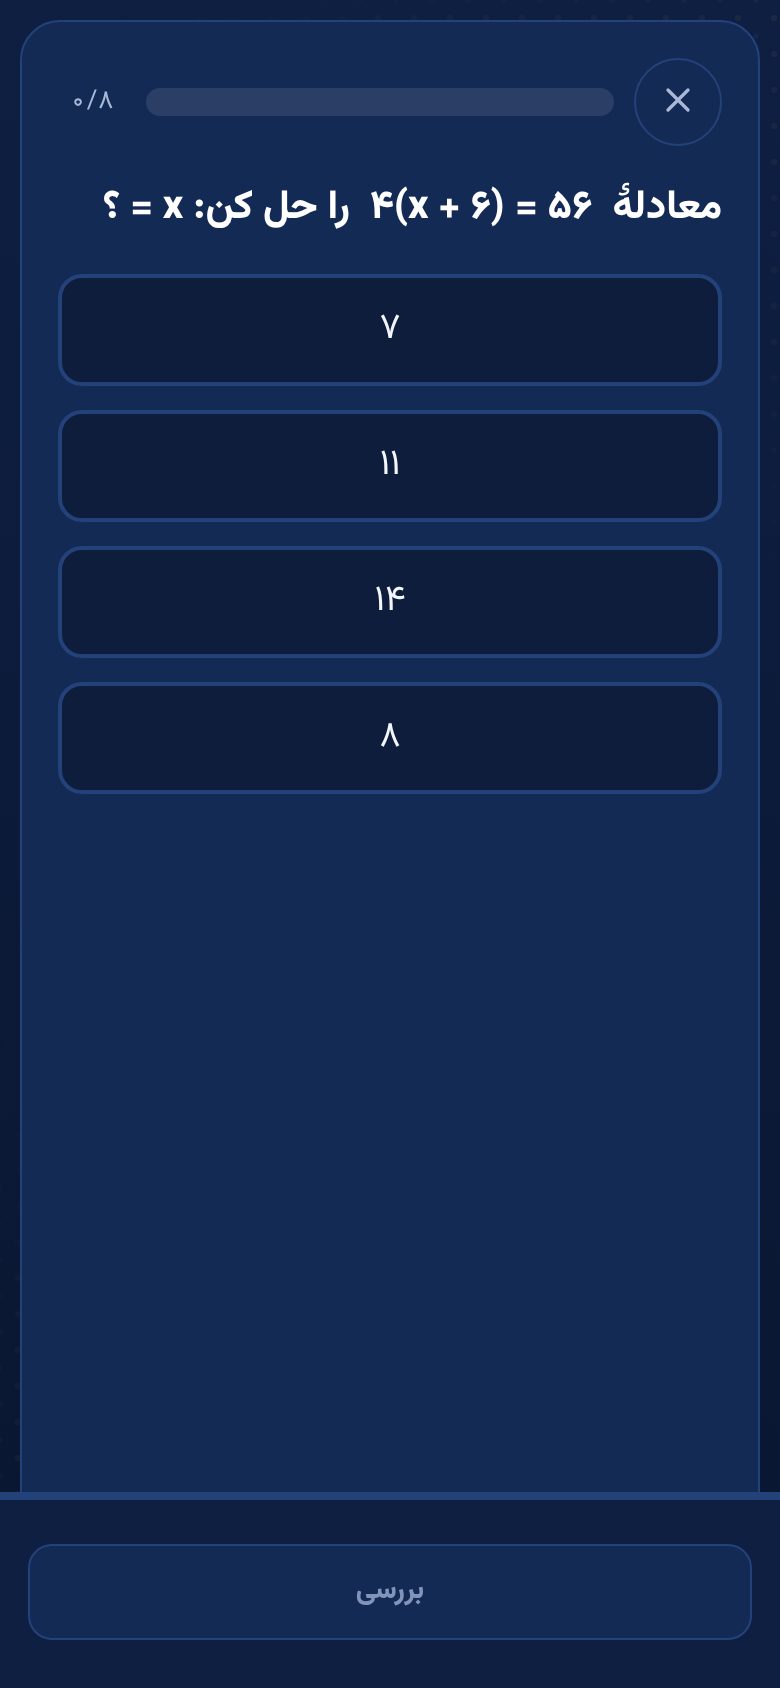 ۰/۸
معادلهٔ ۴(x + ۶) = ۵۶ را حل کن: x = ؟
۷
۱۱
۱۴
۸
بررسی